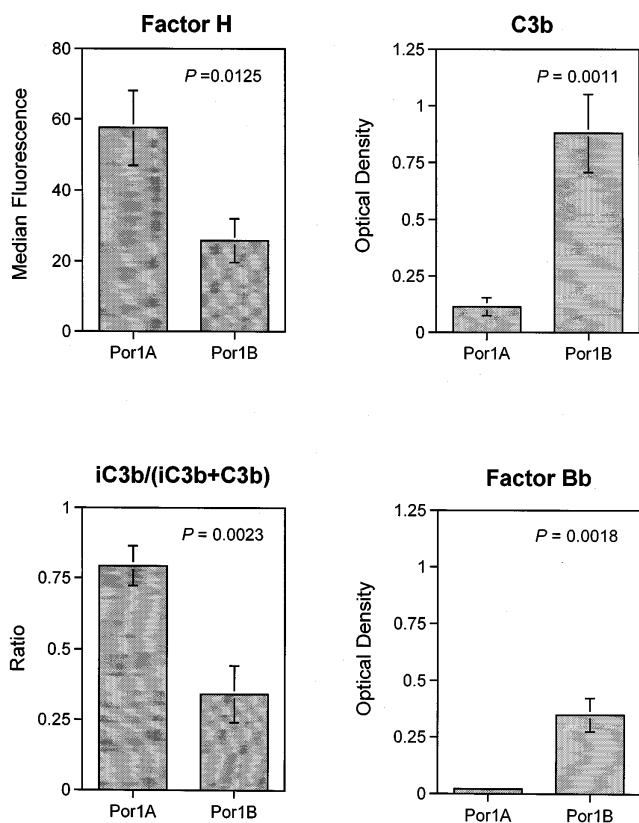 Factor H
80
60
40
20
0
Median Fluorescence
P =0.0125
Por1A Por1B
C3b
1.25
1
0.75
0.5
0.25
0
Optical Density
P = 0.0011
Por1A Por1B
iC3b/(iC3b+C3b)
1
0.75
0.5
0.25
0
Ratio
P = 0.0023
Por1A Por1B
Factor Bb
1.25
1
0.75
0.5
0.25
0
Optical Density
P = 0.0018
Por1A Por1B